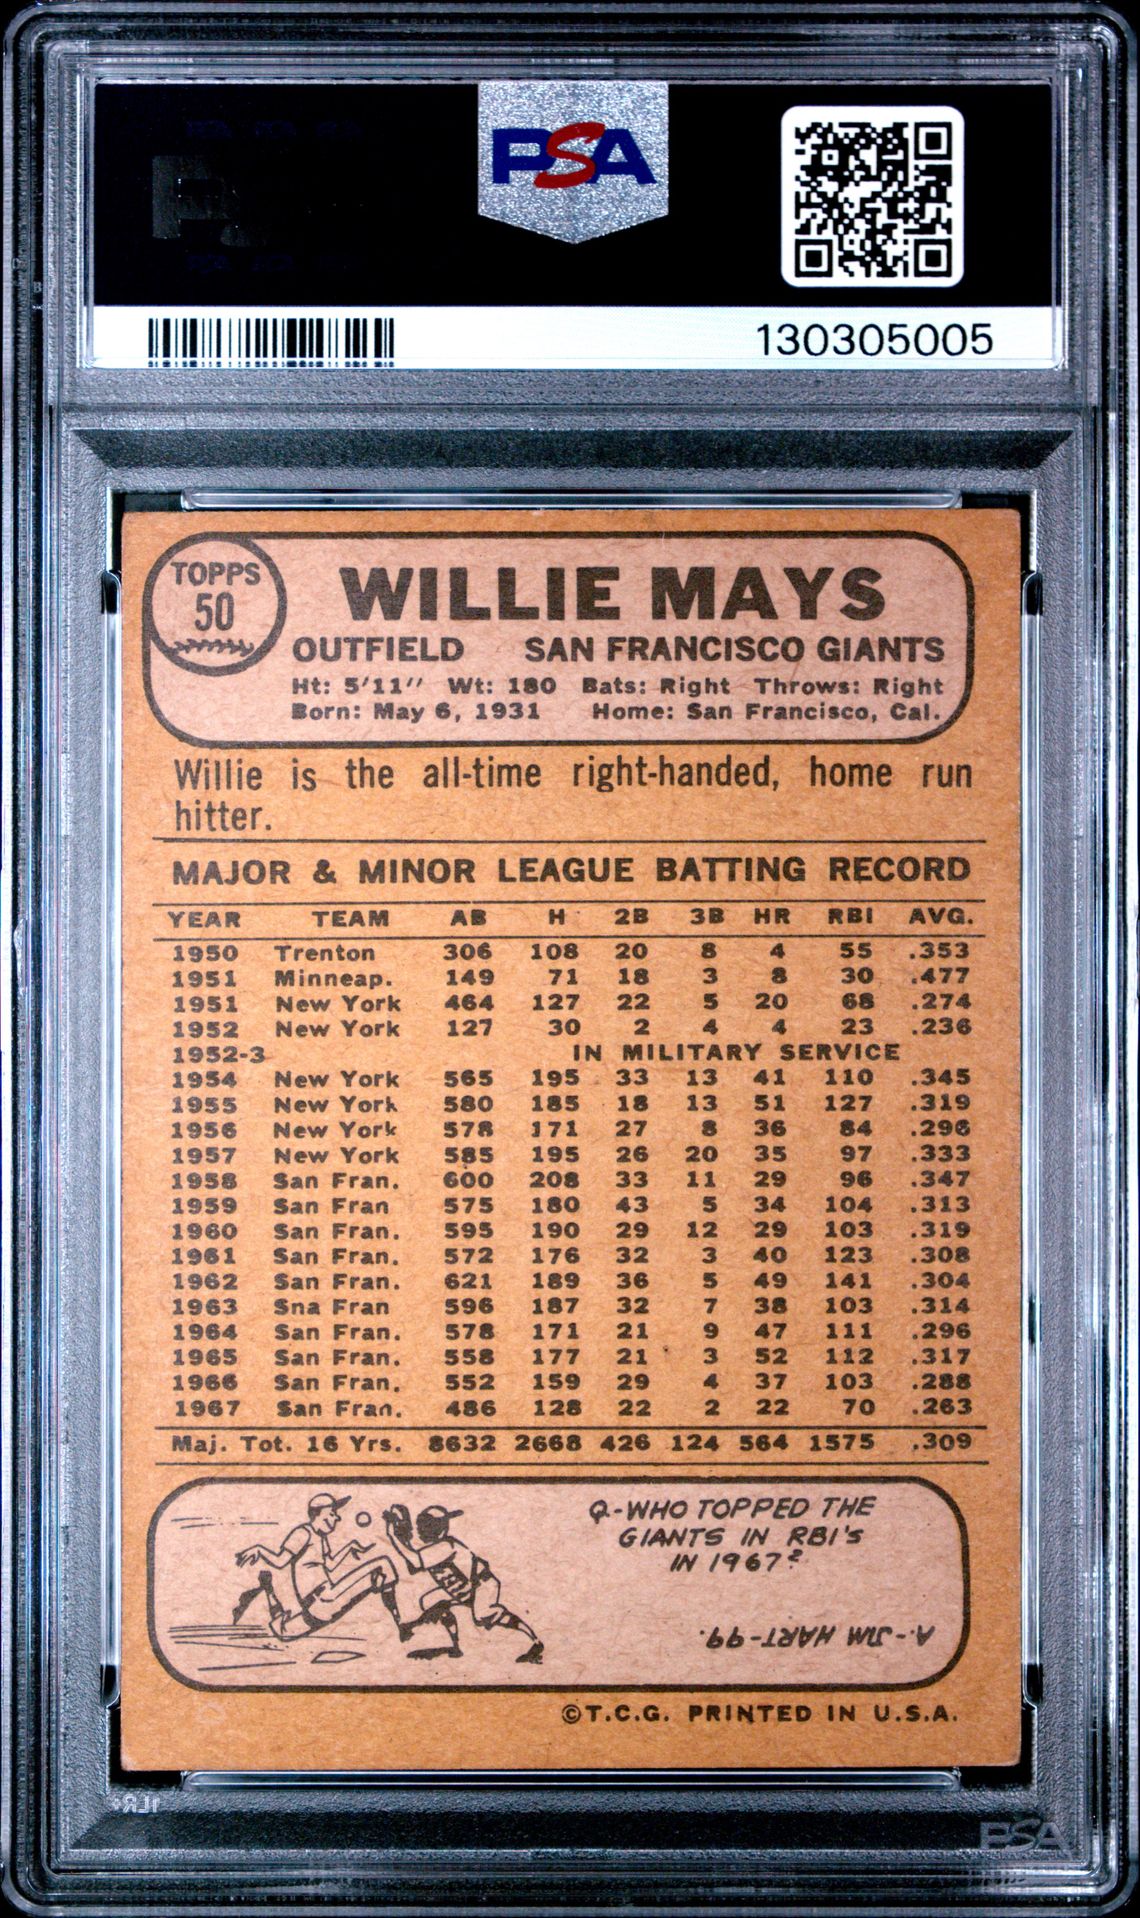 PSA
130305005
TOPPS
50
WILLIE MAYS
OUTFIELD SAN FRANCISCO GIANTS
Ht: 5'11" Wt: 180 Bats: Right Throws: Right
Born: May 6, 1931 Home: San Francisco, Cal.
Willie is the all-time right-handed, home run
hitter.
MAJOR & MINOR LEAGUE BATTING RECORD
YEAR TEAM AB H 2B 3B HR RBI AVG.
1950 Trenton 306 108 20 8 4 55 .353
1951 Minneap. 149 71 18 3 8 30 .477
1951 New York 464 127 22 5 20 68 .274
1952 New York 127 30 2 4 4 23 .236
1952-3 IN MILITARY SERVICE
1954 New York 565 195 33 13 41 110 .345
1955 New York 580 185 18 13 51 127 .319
1956 New York 578 171 27 8 36 84 .296
1957 New York 585 195 26 20 35 97 .333
1958 San Fran. 600 208 33 11 29 96 .347
1959 San Fran 575 180 43 5 34 104 .313
1960 San Fran. 595 190 29 12 29 103 .319
1961 San Fran. 572 176 32 3 40 123 .308
1962 San Fran. 621 189 36 5 49 141 .304
1963 Sna Fran 596 187 32 7 38 103 .314
1964 San Fran. 578 171 21 9 47 111 .296
1965 San Fran. 558 177 21 3 52 112 .317
1966 San Fran. 552 159 29 4 37 103 .288
1967 San Fran. 486 128 22 2 22 70 .263
Maj. Tot. 16 Yrs. 8632 2668 426 124 564 1575 .309
Q-WHO TOPPED THE
GIANTS IN RBI'S
IN 1967?
A.-JIM HART-99.
©T.C.G. PRINTED IN U.S.A.
PSA